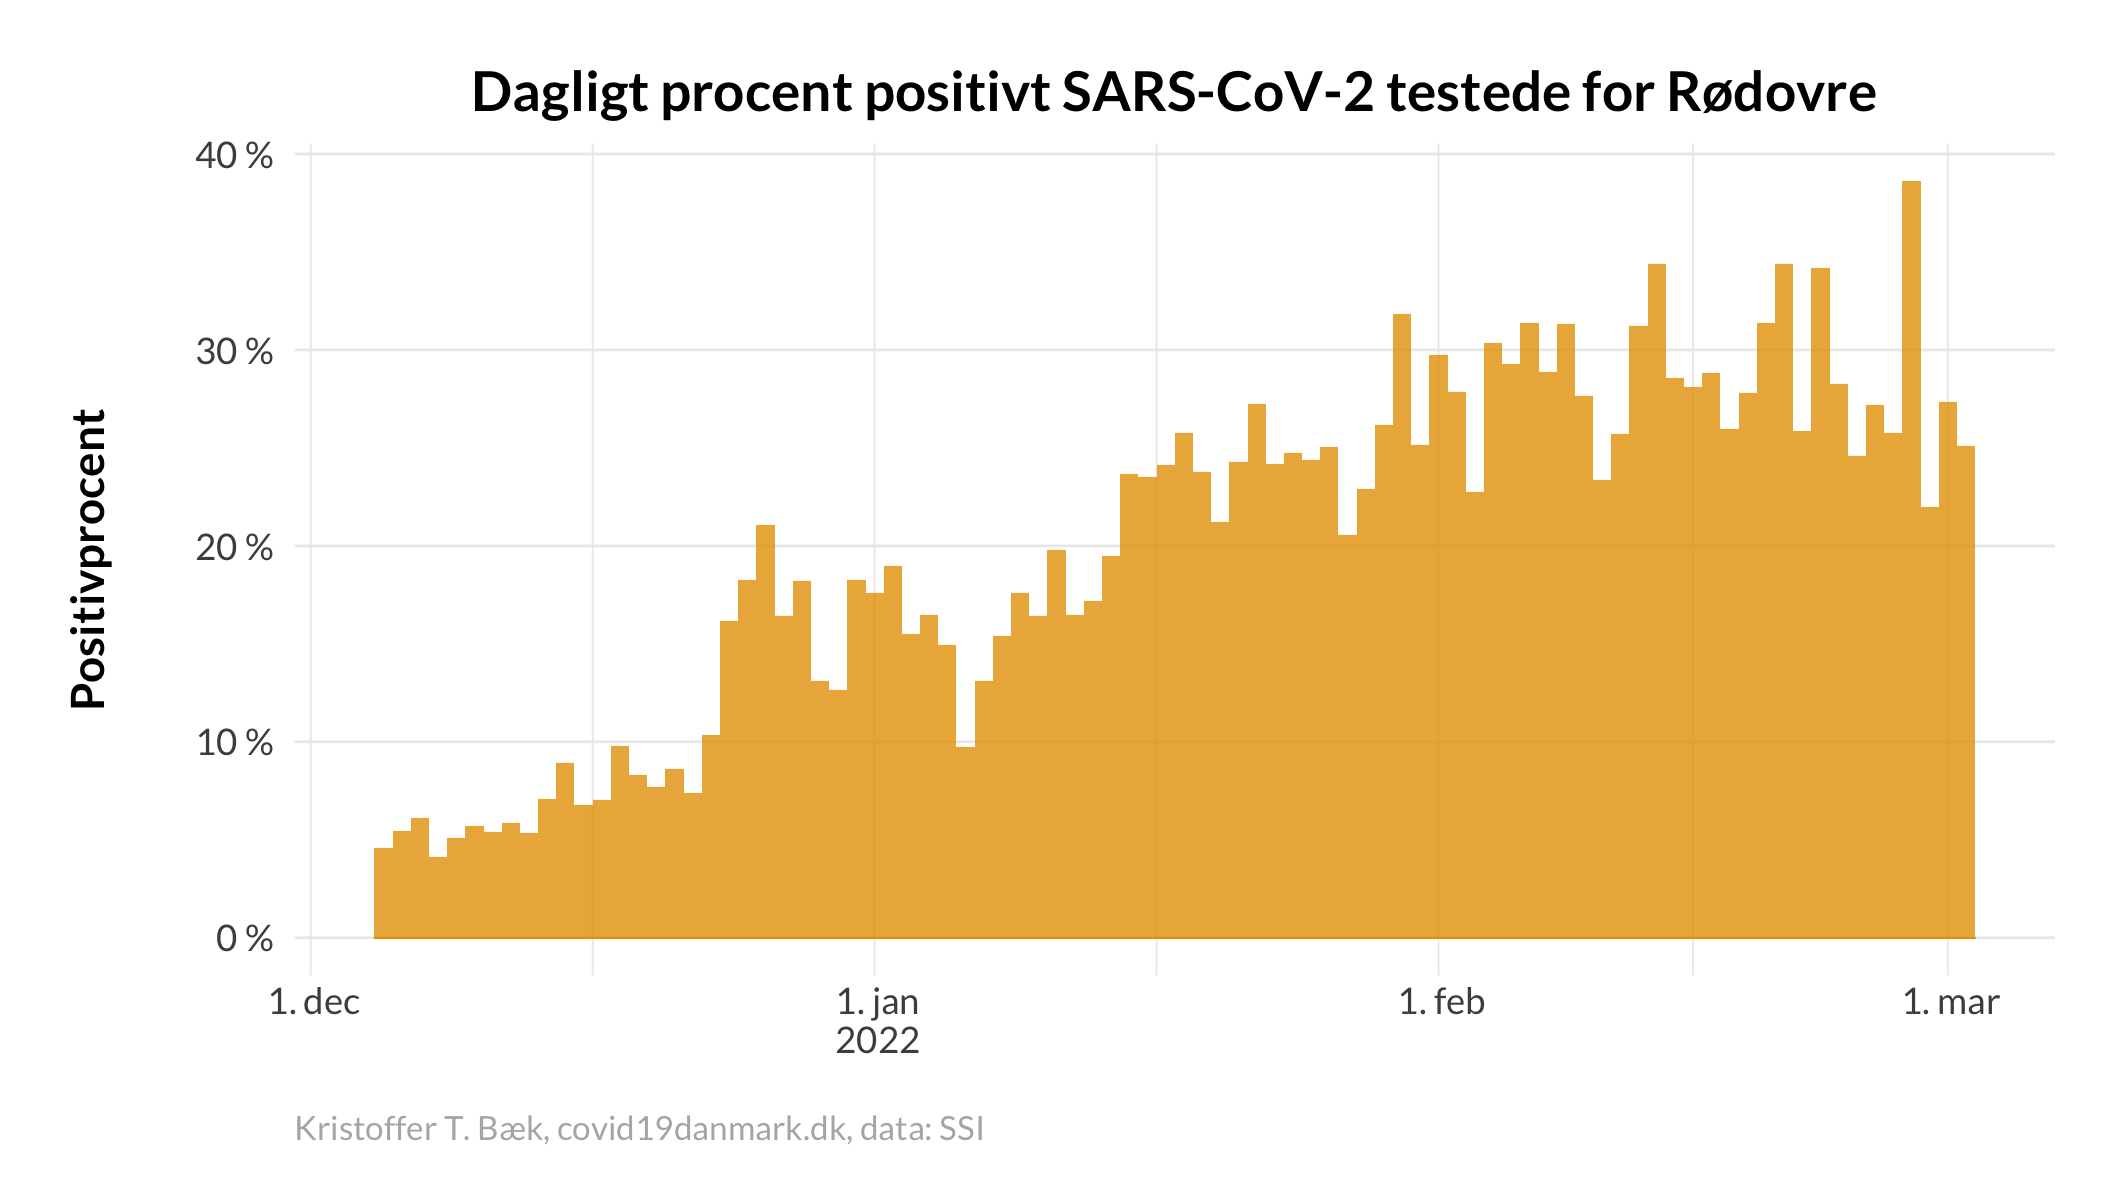 Dagligt procent positivt SARS-CoV-2 testede for Rødovre
Positivprocent
40 %
30 %
20 %
10 %
0 %
1. dec
1. jan
2022
1. feb
1. mar
Kristoffer T. Bæk, covid19danmark.dk, data: SSI